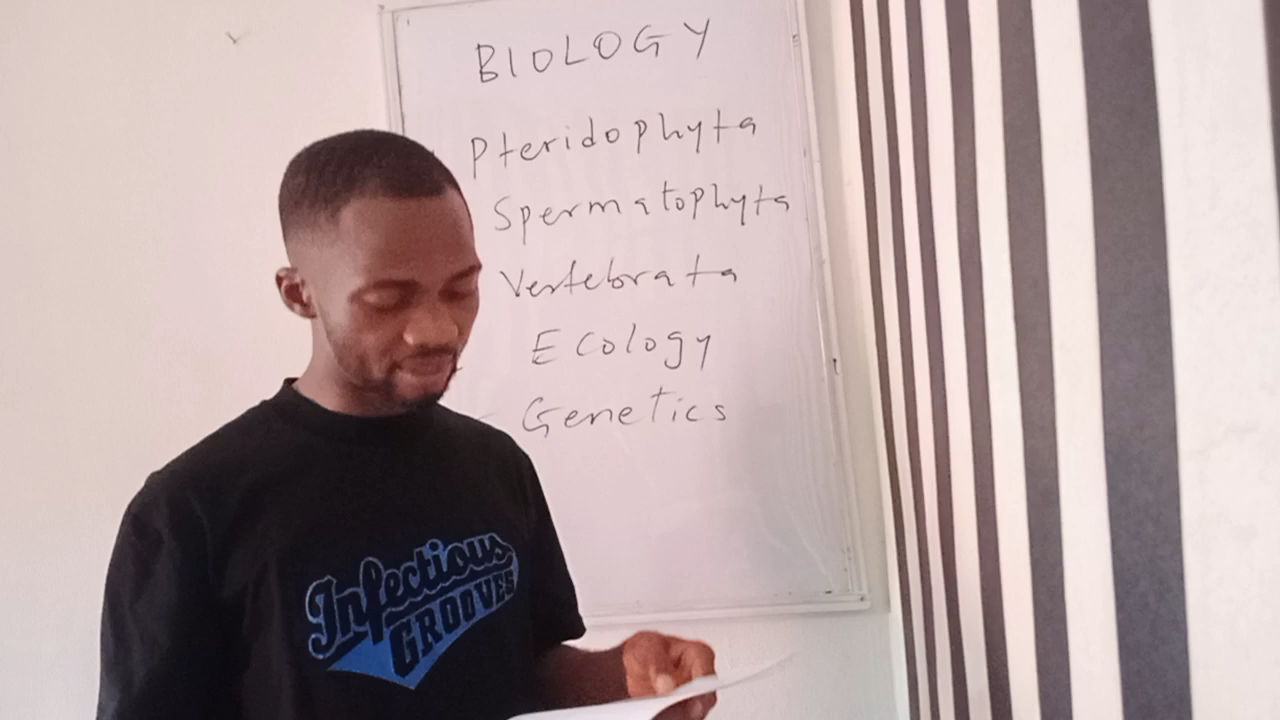 BIOLOGY
Pteridophyta
Spermatophyta
Vertebrata
Ecology
Genetics
Infectious
GROOVES